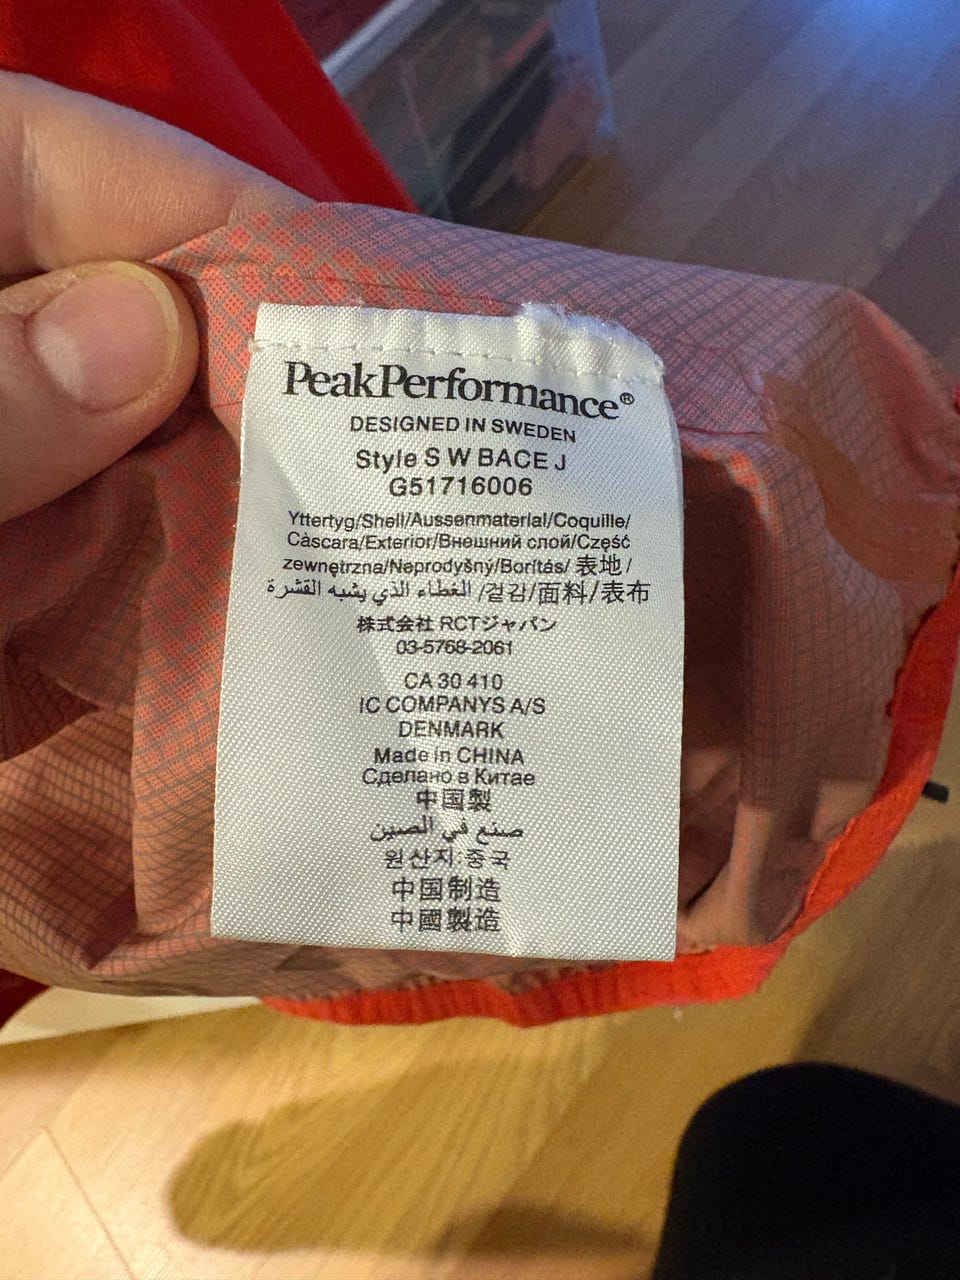 PeakPerformance®
DESIGNED IN SWEDEN
Style S W BACE J
G51716006
Yttertyg/Shell/Aussenmaterial/Coquille/
Càscara/Exterior/Внешний слой/Część
zewnętrzna/Neprodyšný/Borítás/ 表地 /
겉감/面料/表布/ الغطاء الذي يشبه القشرة
株式会社 RCTジャパン
03-5768-2061
CA 30 410
IC COMPANYS A/S
DENMARK
Made in CHINA
Сделано в Китае
中国製
صنع في الصين
원산지:중국
中国制造
中國製造